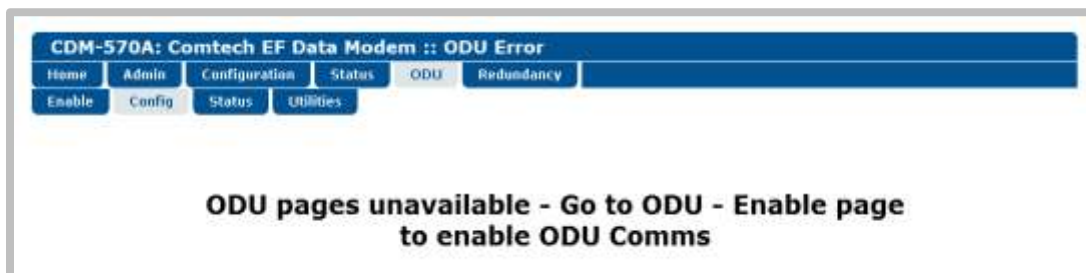 CDM-570A: Comtech EF Data Modem :: ODU Error
Home Admin Configuration Status ODU Redundancy
Enable Config Status Utilities
ODU pages unavailable - Go to ODU - Enable page
to enable ODU Comms